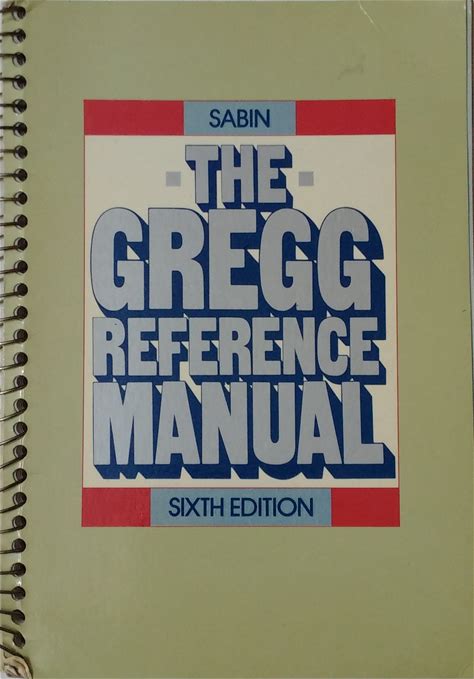 SABIN
THE
GREGG
REFERENCE
MANUAL
SIXTH EDITION